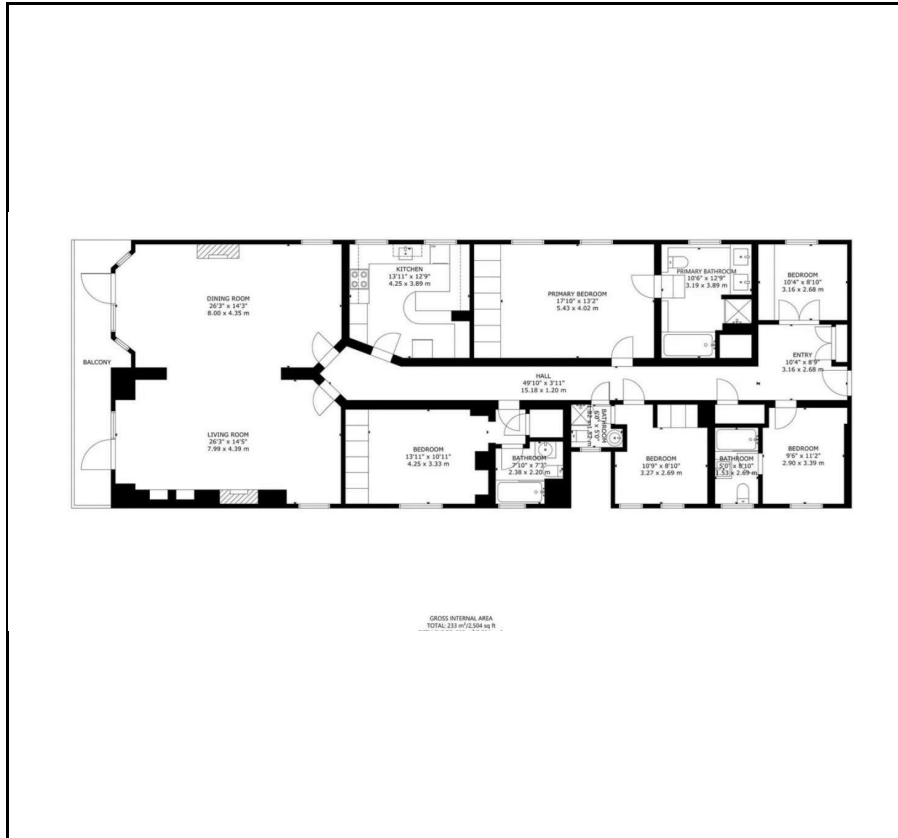 KITCHEN
13'11" x 12'9"
4.25 x 3.89 m
PRIMARY BATHROOM
10'6" x 12'9"
3.19 x 3.89 m
BEDROOM
10'4" x 8'10"
3.16 x 2.68 m
DINING ROOM
26'3" x 14'3"
8.00 x 4.35 m
PRIMARY BEDROOM
17'10" x 13'2"
5.43 x 4.02 m
BALCONY
ENTRY
10'4" x 8'9"
3.16 x 2.68 m
HALL
49'10" x 3'11"
15.18 x 1.20 m
LIVING ROOM
26'3" x 14'5"
7.99 x 4.39 m
BEDROOM
13'11" x 10'11"
4.25 x 3.33 m
BATHROOM
7'10" x 7'3"
2.38 x 2.20 m
BATHROOM
6'0" x 5'0"
BEDROOM
10'9" x 8'10"
3.27 x 2.69 m
BATHROOM
5'0" x 8'10"
1.53 x 2.69 m
BEDROOM
9'6" x 11'2"
2.90 x 3.39 m
GROSS INTERNAL AREA
TOTAL: 233 m²/2,504 sq ft